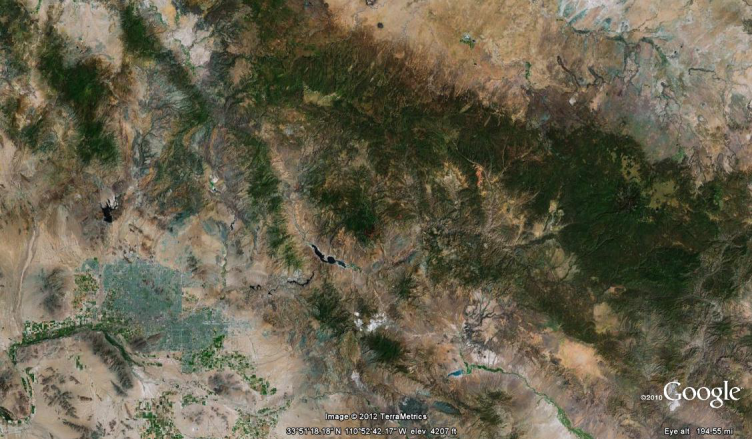 ©2010 Google
Image © 2012 TerraMetrics
33°51'18.18" N 110°52'42.17" W elev 4207 ft
Eye alt 194.55 mi